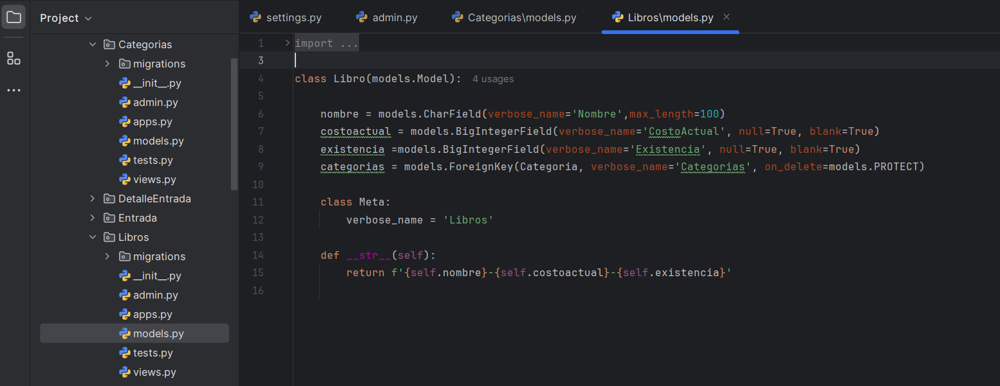 Project
Categorias
migrations
__init__.py
admin.py
apps.py
models.py
tests.py
views.py
DetalleEntrada
Entrada
Libros
migrations
__init__.py
admin.py
apps.py
models.py
tests.py
views.py
settings.py admin.py Categorias\models.py Libros\models.py
1 import ...
3
4 class Libro(models.Model): 4 usages
5
6 nombre = models.CharField(verbose_name='Nombre',max_length=100)
7 costoactual = models.BigIntegerField(verbose_name='CostoActual', null=True, blank=True)
8 existencia =models.BigIntegerField(verbose_name='Existencia', null=True, blank=True)
9 categorias = models.ForeignKey(Categoria, verbose_name='Categorias', on_delete=models.PROTECT)
10
11 class Meta:
12 verbose_name = 'Libros'
13
14 def __str__(self):
15 return f'{self.nombre}-{self.costoactual}-{self.existencia}'
16